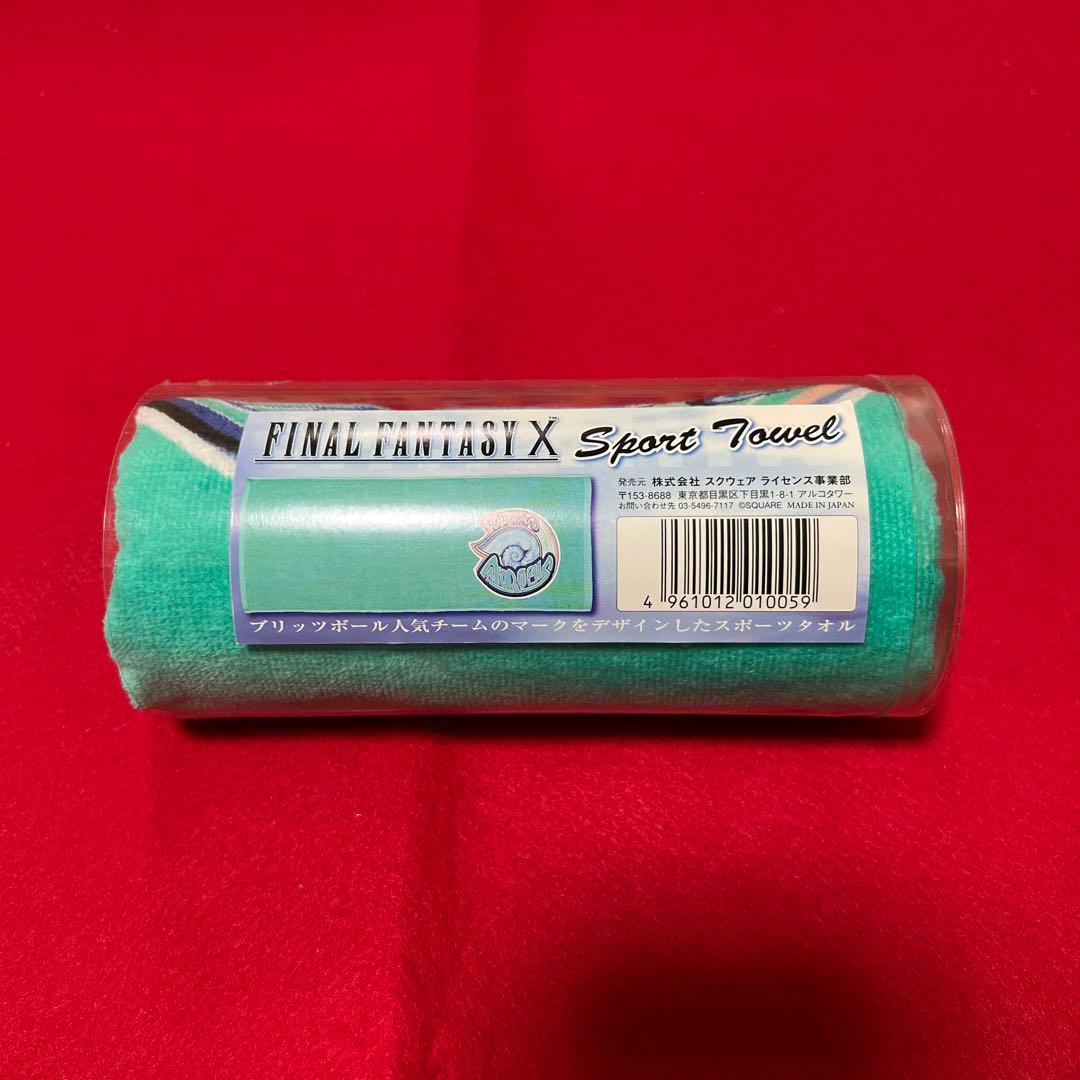 FINAL FANTASY X™ Sport Towel
発売元 株式会社 スクウェア ライセンス事業部
〒153-8688 東京都目黒区下目黒1-8-1 アルコタワー
お問い合わせ先 03-5496-7117 ©SQUARE MADE IN JAPAN
4 961012 010059
ブリッツボール人気チームのマークをデザインしたスポーツタオル